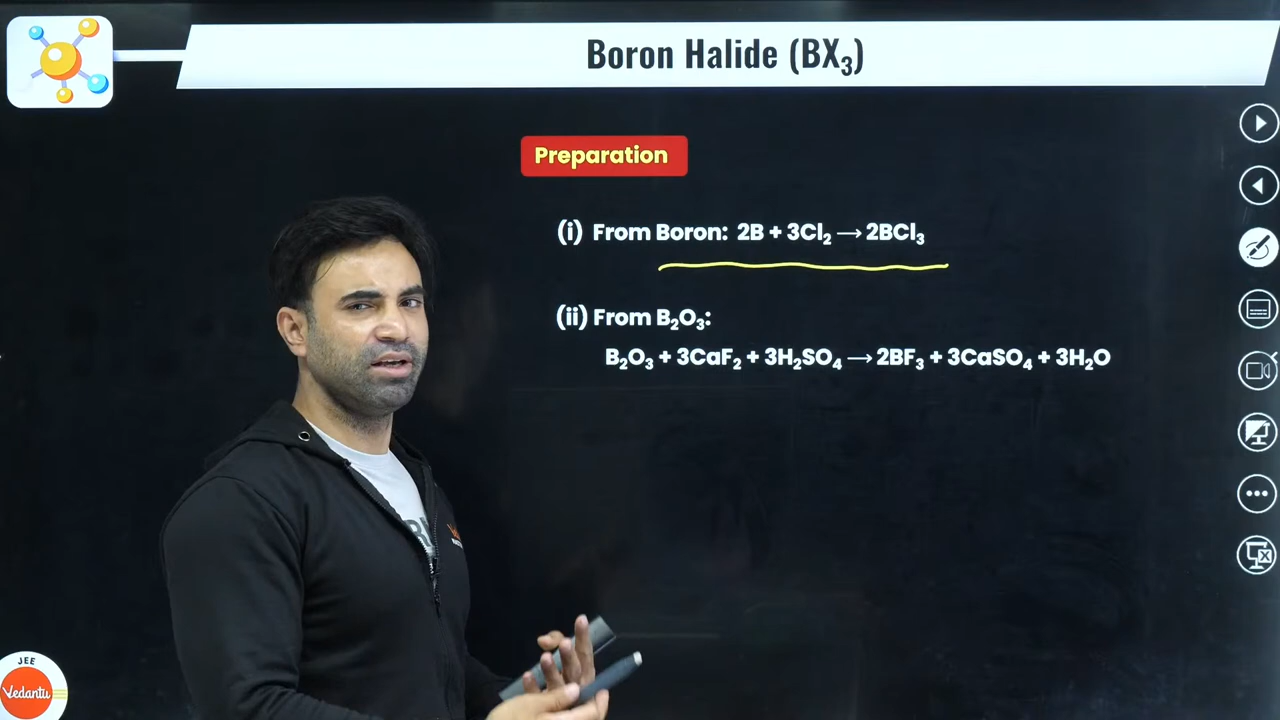 Boron Halide (BX₃)
Preparation
(i) From Boron: 2B + 3Cl₂ → 2BCl₃
(ii) From B₂O₃:
B₂O₃ + 3CaF₂ + 3H₂SO₄ → 2BF₃ + 3CaSO₄ + 3H₂O
JEE
Vedantu